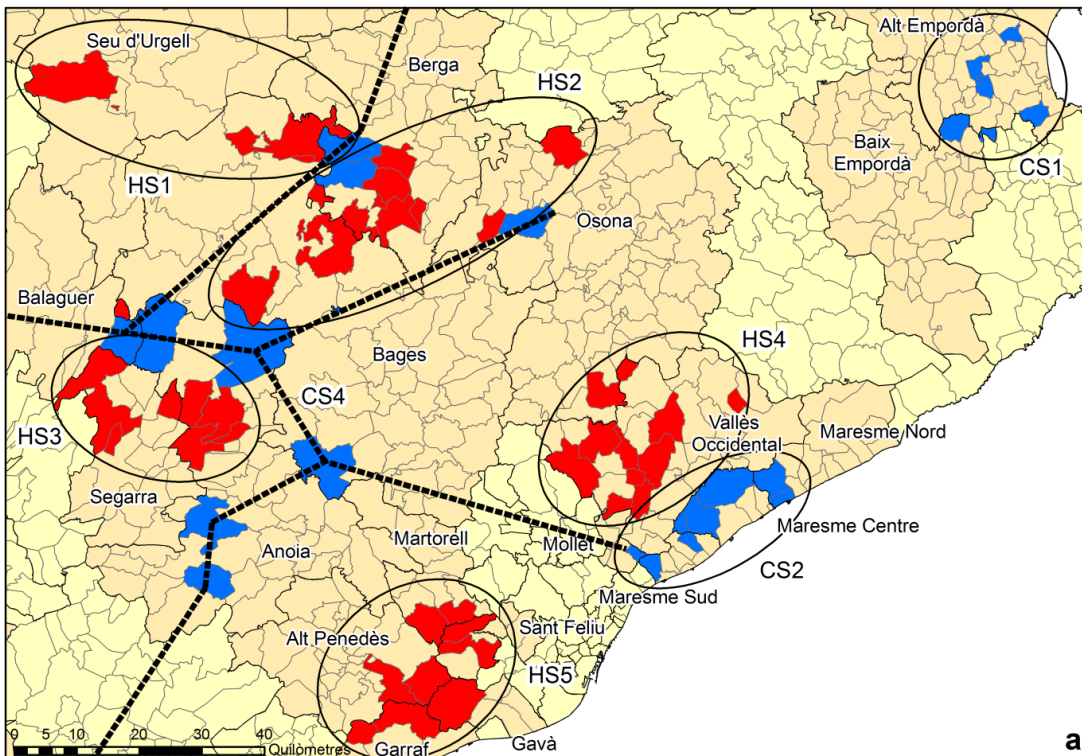 Seu d'Urgell
Berga
HS2
Alt Empordà
HS1
Osona
Baix
Empordà
CS1
Balaguer
Bages
HS4
CS4
HS3
Vallès
Occidental
Maresme Nord
Segarra
Anoia
Martorell
Mollet
Maresme Centre
CS2
Maresme Sud
Alt Penedès
Sant Feliu
HS5
Garraf
Gavà
0 5 10 20 30 40
Quilòmetres
a